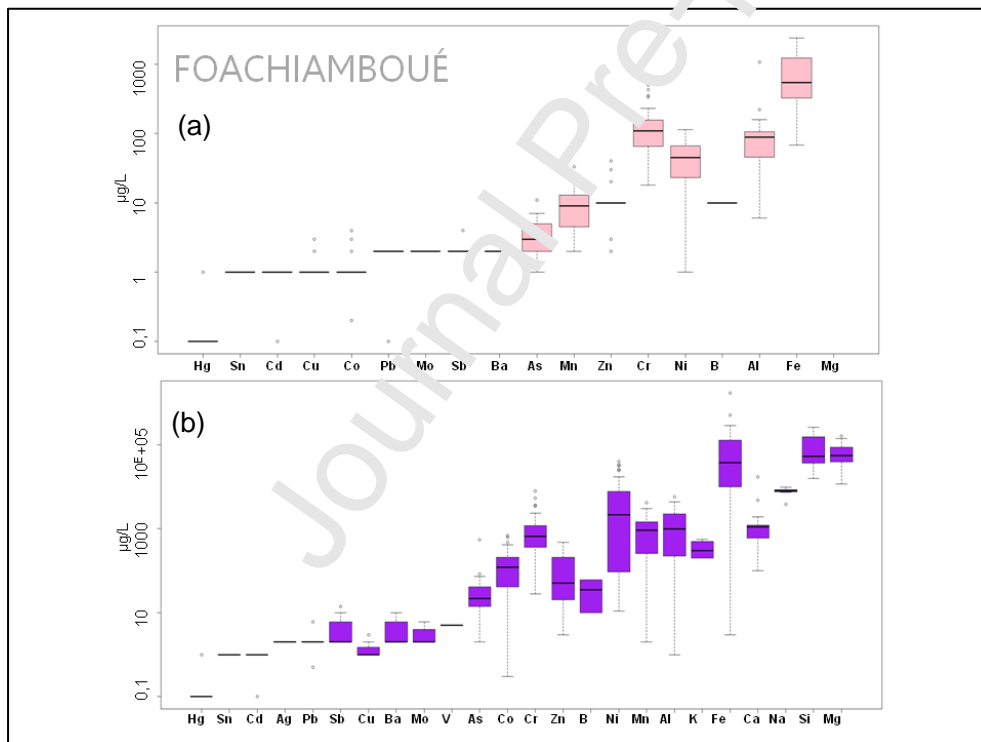 FOACHIAMBOUÉ
(a)
1000
100
10
1
0,1
µg/L
Hg Sn Cd Cu Co Pb Mo Sb Ba As Mn Zn Cr Ni B Al Fe Mg
(b)
10E+05
1000
10
0,1
µg/L
Hg Sn Cd Ag Pb Sb Cu Ba Mo V As Co Cr Zn B Ni Mn Al K Fe Ca Na Si Mg
Journal Pre-